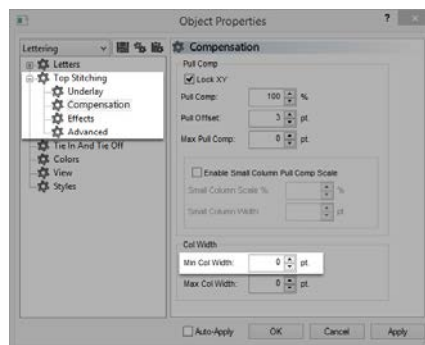 Object Properties ?
Lettering
Compensation
Letters
Top Stitching
Underlay
Compensation
Effects
Advanced
Tie In And Tie Off
Colors
View
Styles
Pull Comp
Lock XY
Pull Comp: 100 %
Pull Offset: 3 pt.
Max Pull Comp: 0 pt.
Enable Small Column Pull Comp Scale
Small Column Scale % %
Small Column Width pt
Col Width
Min Col Width: 0 pt.
Max Col Width: 0 pt.
Auto-Apply OK Cancel Apply